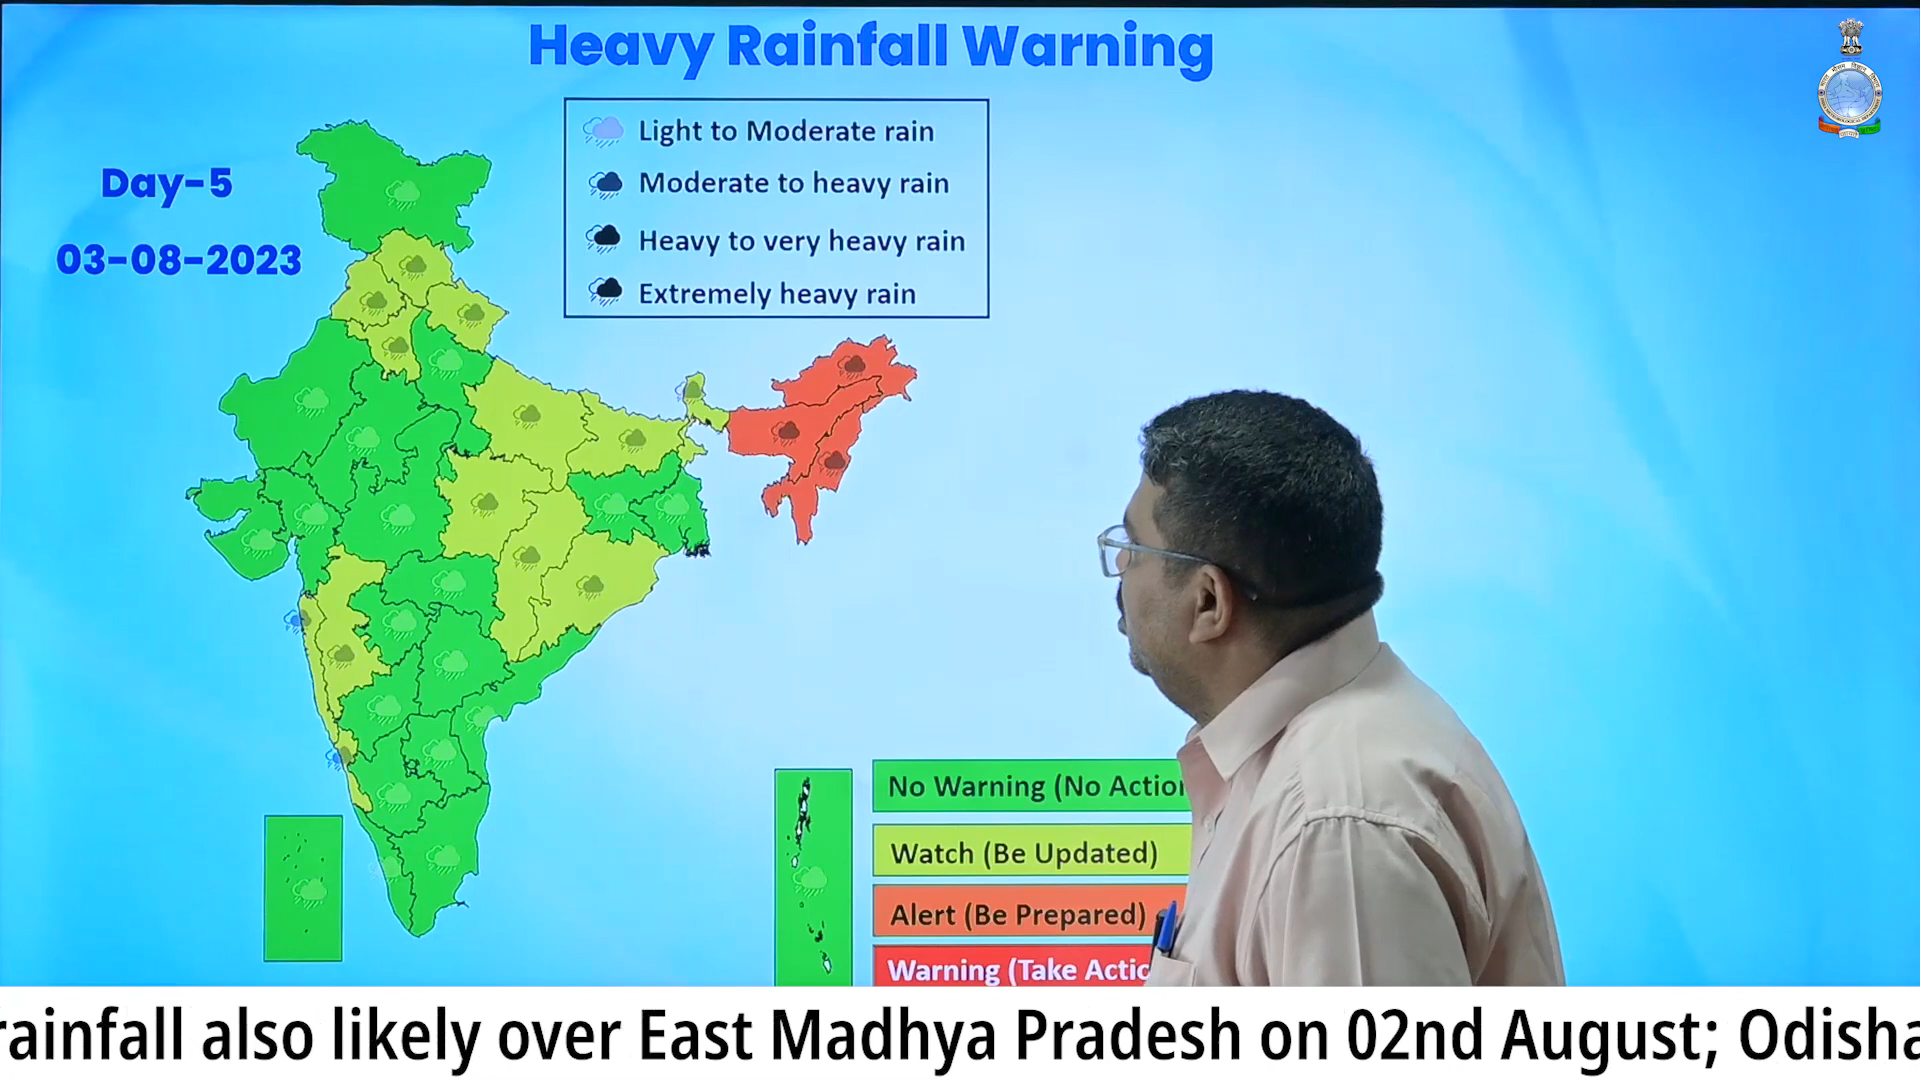 Heavy Rainfall Warning
Day-5
03-08-2023
Light to Moderate rain
Moderate to heavy rain
Heavy to very heavy rain
Extremely heavy rain
No Warning (No Action
Watch (Be Updated)
Alert (Be Prepared)
Warning (Take Actio
rainfall also likely over East Madhya Pradesh on 02nd August; Odisha